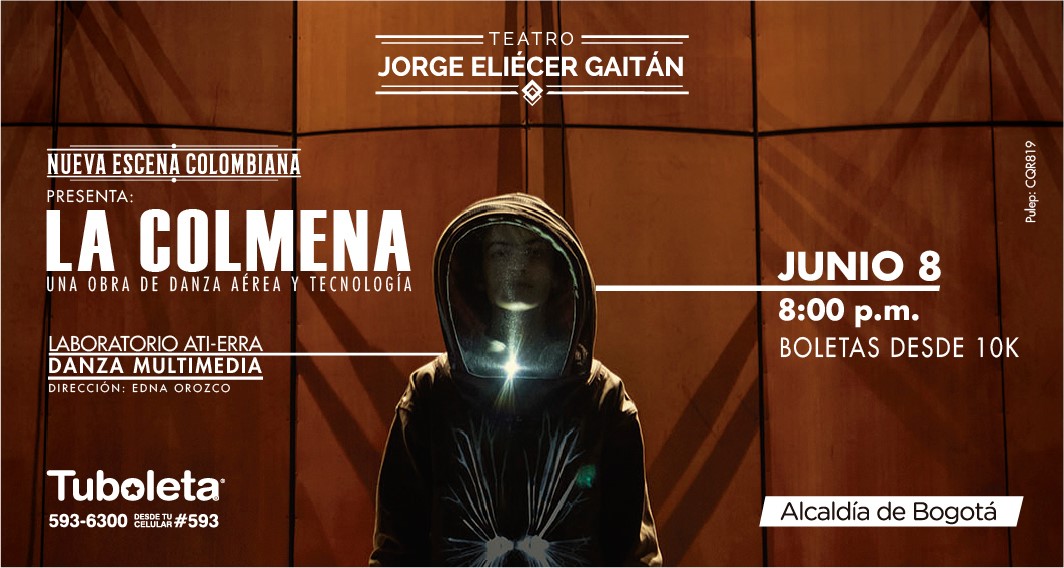 TEATRO
JORGE ELIÉCER GAITÁN
NUEVA ESCENA COLOMBIANA
PRESENTA:
LA COLMENA
UNA OBRA DE DANZA AÉREA Y TECNOLOGÍA
LABORATORIO ATI-ERRA
DANZA MULTIMEDIA
DIRECCIÓN: EDNA OROZCO
JUNIO 8
8:00 p.m.
BOLETAS DESDE 10K
Pulep: CQR819
Tuboleta®
593-6300 DESDE TU CELULAR #593
Alcaldía de Bogotá